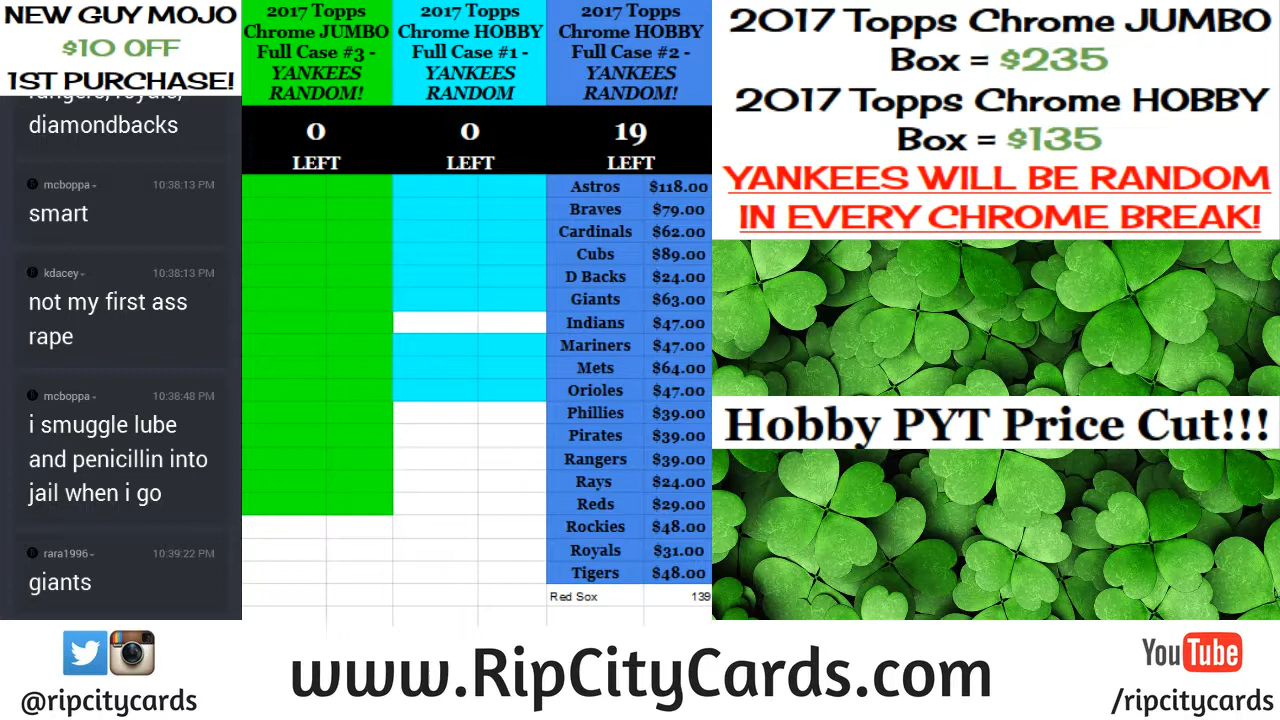 NEW GUY MOJO
$10 OFF
1ST PURCHASE!
rangers, royals,
diamondbacks
mcboppa
10:38:13 PM
smart
kdacey
10:38:13 PM
not my first ass
rape
mcboppa
10:38:48 PM
i smuggle lube
and penicillin into
jail when i go
rara1996
10:39:22 PM
giants
2017 Topps
Chrome JUMBO
Full Case #3 -
YANKEES
RANDOM!
0
LEFT
2017 Topps
Chrome HOBBY
Full Case #1 -
YANKEES
RANDOM
0
LEFT
2017 Topps
Chrome HOBBY
Full Case #2 -
YANKEES
RANDOM!
19
LEFT
Astros $118.00
Braves $79.00
Cardinals $62.00
Cubs $89.00
D Backs $24.00
Giants $63.00
Indians $47.00
Mariners $47.00
Mets $64.00
Orioles $47.00
Phillies $39.00
Pirates $39.00
Rangers $39.00
Rays $24.00
Reds $29.00
Rockies $48.00
Royals $31.00
Tigers $48.00
Red Sox 139
2017 Topps Chrome JUMBO
Box = $235
2017 Topps Chrome HOBBY
Box = $135
YANKEES WILL BE RANDOM
IN EVERY CHROME BREAK!
Hobby PYT Price Cut!!!
@ripcitycards
www.RipCityCards.com
YouTube
/ripcitycards